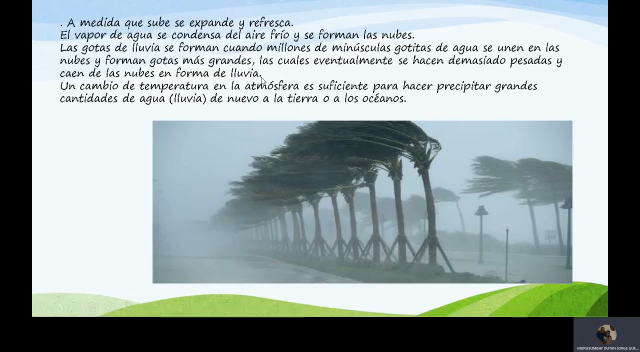 . A medida que sube se expande y refresca.
El vapor de agua se condensa del aire frío y se forman las nubes.
Las gotas de lluvia se forman cuando millones de minúsculas gotitas de agua se unen en las
nubes y forman gotas más grandes, las cuales eventualmente se hacen demasiado pesadas y
caen de las nubes en forma de lluvia.
Un cambio de temperatura en la atmósfera es suficiente para hacer precipitar grandes
cantidades de agua (lluvia) de nuevo a la tierra o a los océanos.